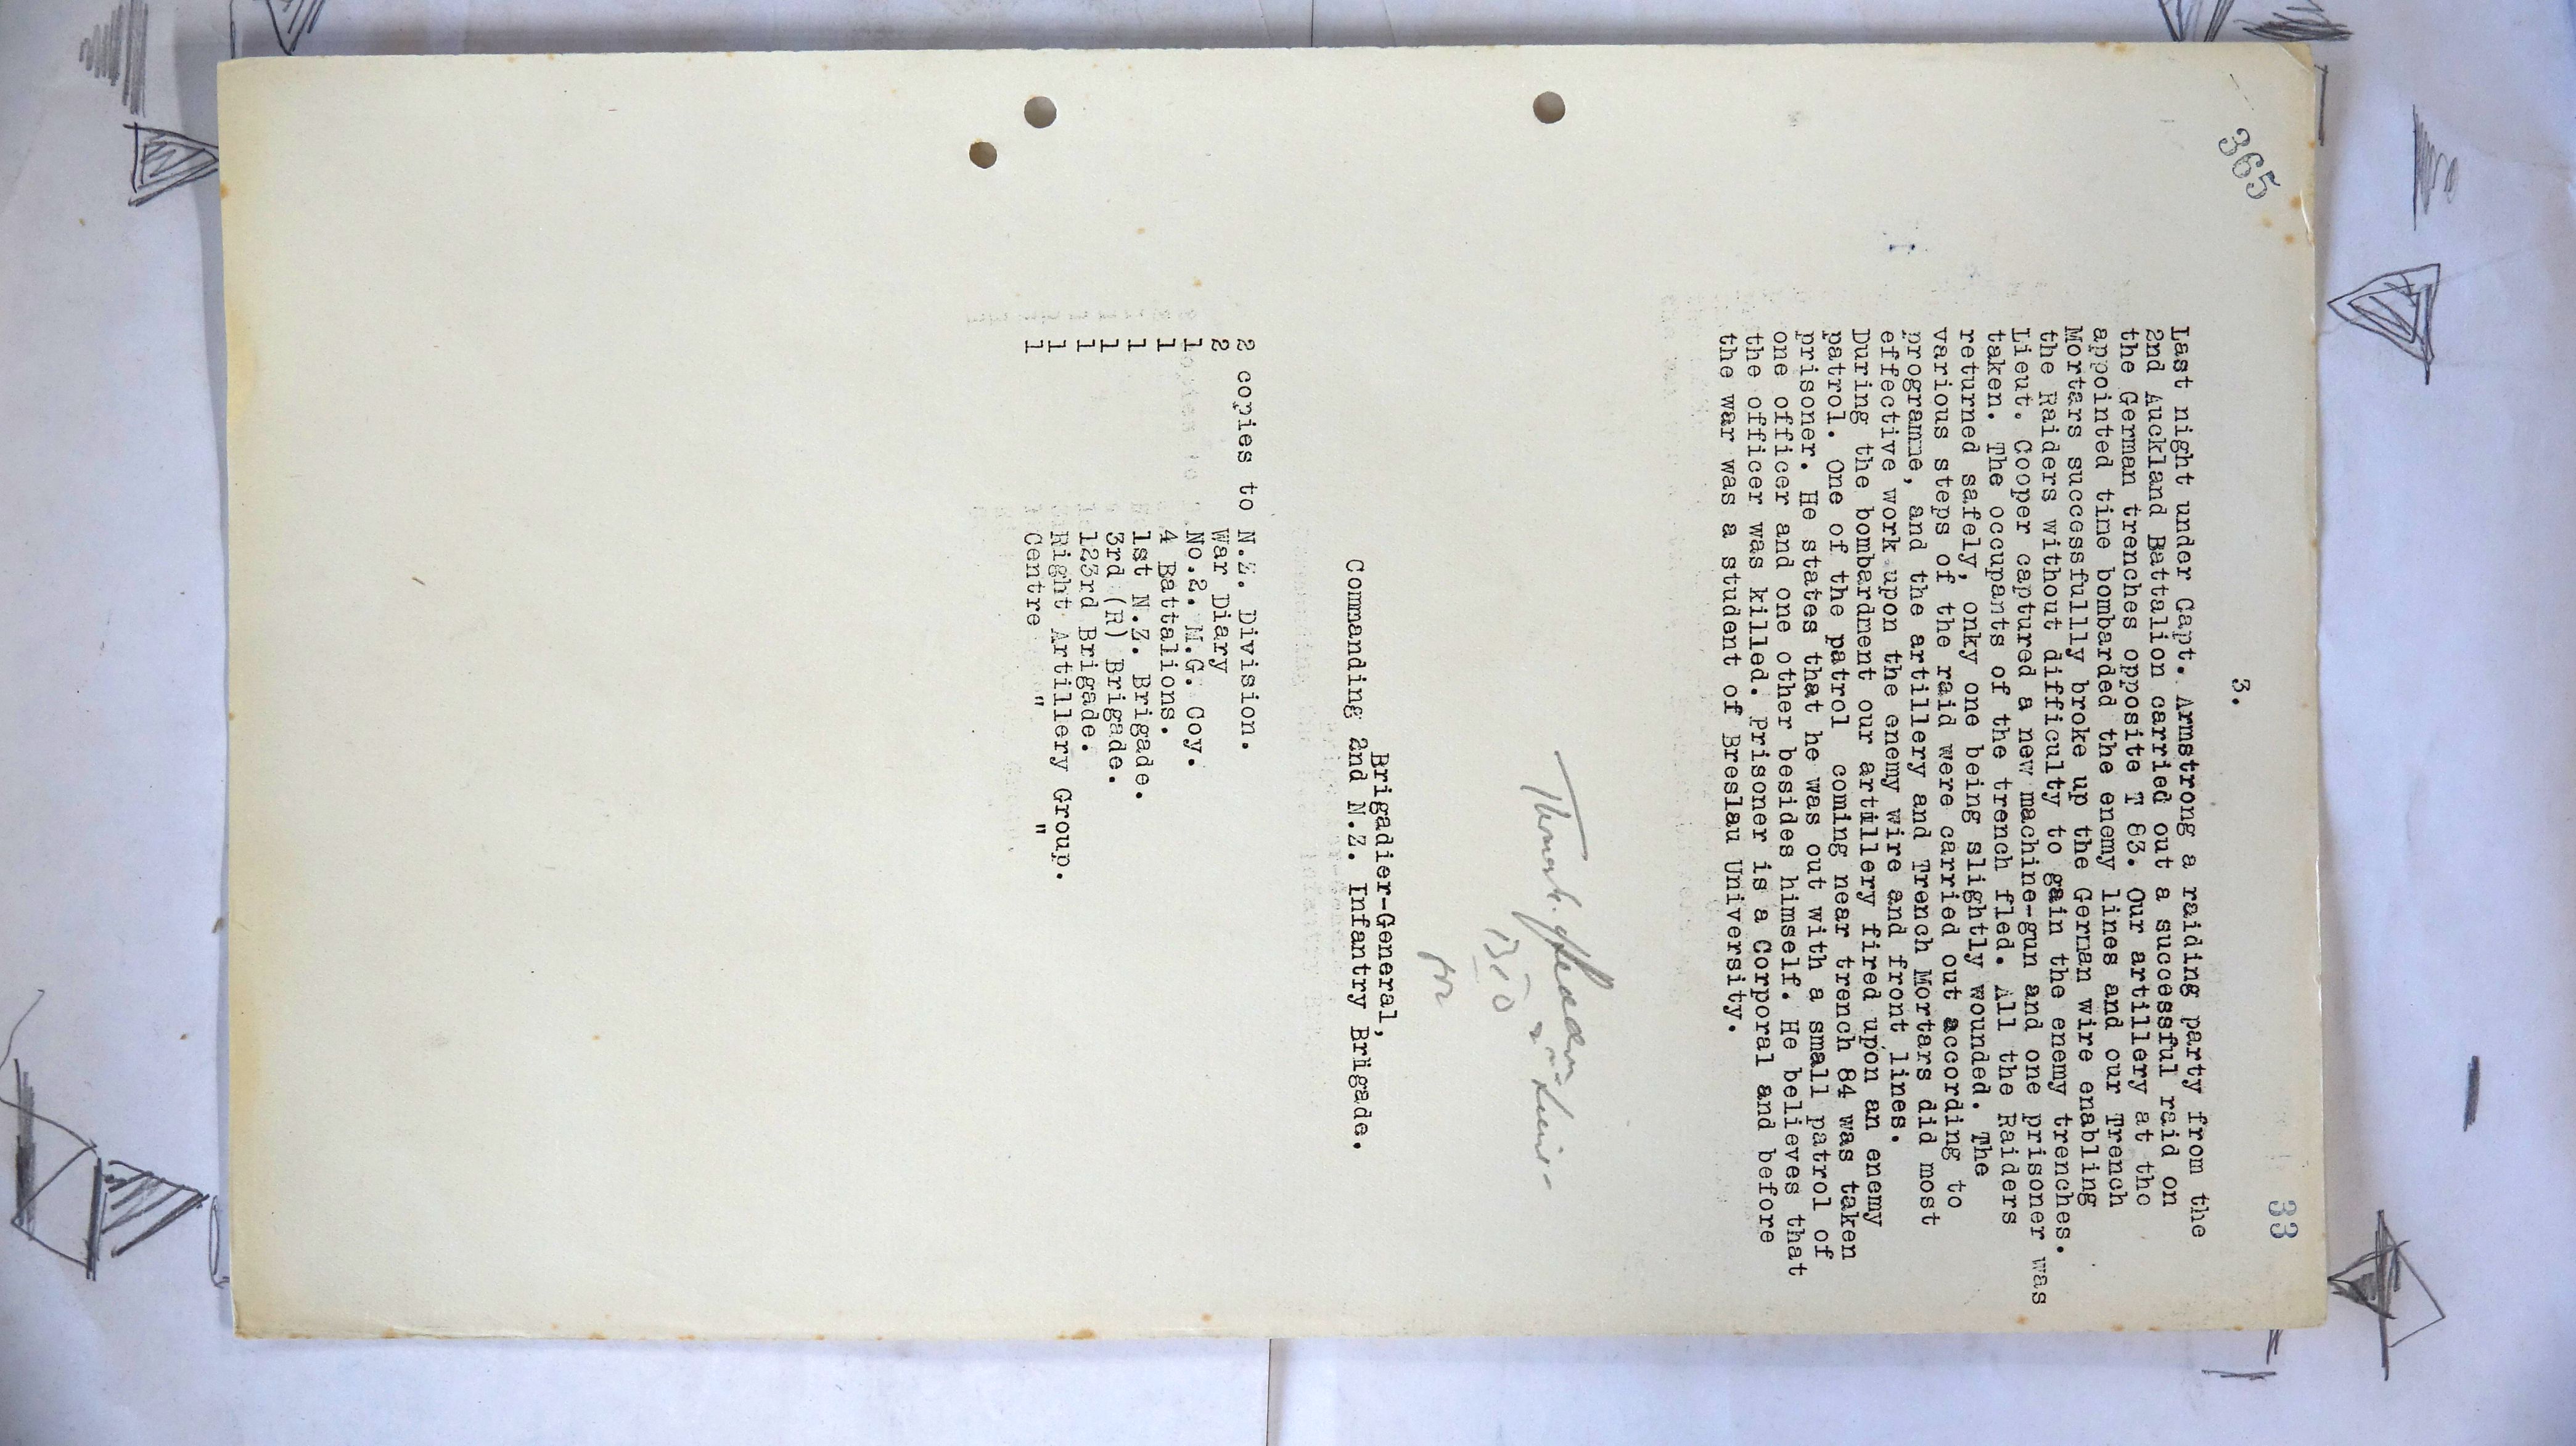 365
33
3.
Last night under Capt. Armstrong a raiding party from the
2nd Auckland Battalion carried out a successful raid on
the German trenches opposite T 83. Our artillery at the
appointed time bombarded the enemy lines and our Trench
Mortars successfullly broke up the German wire enabling
the Raiders without difficulty to gain the enemy trenches.
Lieut. Cooper captured a new machine-gun and one prisoner was
taken. The occupants of the trench fled. All the Raiders
returned safely, onky one being slightly wounded. The
various steps of the raid were carried out according to
programme, and the artillery and Trench Mortars did most
effective work upon the enemy wire and front lines.
During the bombardment our artillery fired upon an enemy
patrol. One of the patrol coming near trench 84 was taken
prisoner. He states that he was out with a small patrol of
one officer and one other besides himself. He believes that
the officer was killed. Prisoner is a Corporal and before
the war was a student of Breslau University.
for
Brigadier-General,
Commanding 2nd N.Z. Infantry Brigade.
2 copies to N.Z. Division.
2 War Diary
1 No.2. M.G. Coy.
1 4 Battalions.
1 1st N.Z. Brigade.
1 3rd (R) Brigade.
1 123rd Brigade.
1 Right Artillery Group.
1 Centre " "